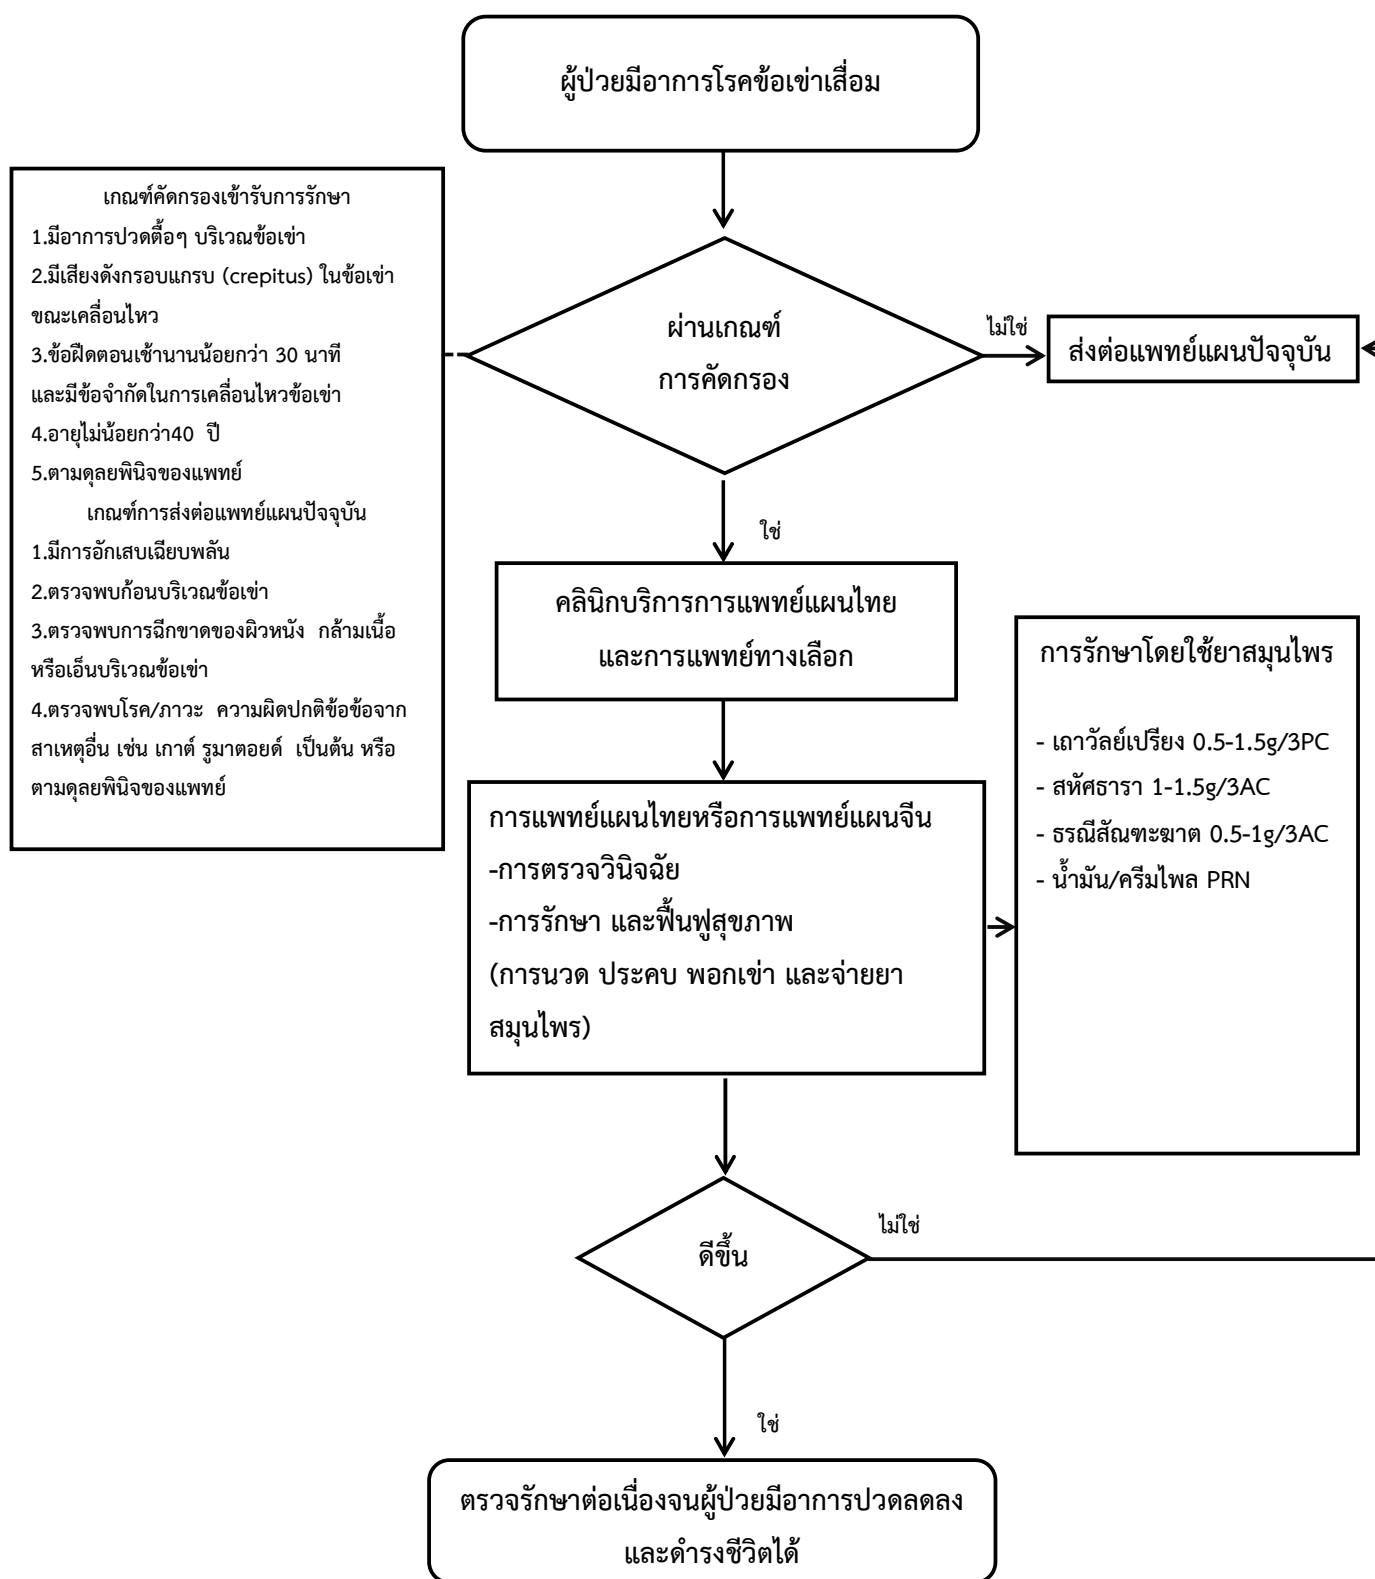 ผู้ป่วยมีอาการโรคข้อเข่าเสื่อม
เกณฑ์คัดกรองเข้ารับการรักษา
1.มีอาการปวดตื้อๆ บริเวณข้อเข่า
2.มีเสียงดังกรอบแกรบ (crepitus) ในข้อเข่า
ขณะเคลื่อนไหว
3.ข้อฝืดตอนเช้านานน้อยกว่า 30 นาที
และมีข้อจำกัดในการเคลื่อนไหวข้อเข่า
4.อายุไม่น้อยกว่า40 ปี
5.ตามดุลยพินิจของแพทย์
เกณฑ์การส่งต่อแพทย์แผนปัจจุบัน
1.มีการอักเสบเฉียบพลัน
2.ตรวจพบก้อนบริเวณข้อเข่า
3.ตรวจพบการฉีกขาดของผิวหนัง กล้ามเนื้อ
หรือเอ็นบริเวณข้อเข่า
4.ตรวจพบโรค/ภาวะ ความผิดปกติข้อข้อจาก
สาเหตุอื่น เช่น เกาต์ รูมาตอยด์ เป็นต้น หรือ
ตามดุลยพินิจของแพทย์
ผ่านเกณฑ์
การคัดกรอง
ไม่ใช่
ส่งต่อแพทย์แผนปัจจุบัน
ใช่
คลินิกบริการการแพทย์แผนไทย
และการแพทย์ทางเลือก
การแพทย์แผนไทยหรือการแพทย์แผนจีน
-การตรวจวินิจฉัย
-การรักษา และฟื้นฟูสุขภาพ
(การนวด ประคบ พอกเข่า และจ่ายยา
สมุนไพร)
การรักษาโดยใช้ยาสมุนไพร
- เถาวัลย์เปรียง 0.5-1.5g/3PC
- สหัศธารา 1-1.5g/3AC
- ธรณีสัณฑะฆาต 0.5-1g/3AC
- น้ำมัน/ครีมไพล PRN
ดีขึ้น
ไม่ใช่
ใช่
ตรวจรักษาต่อเนื่องจนผู้ป่วยมีอาการปวดลดลง
และดำรงชีวิตได้